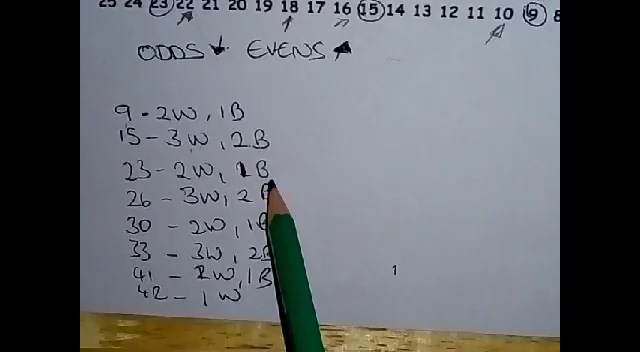 25 24 23 22 21 20 19 18 17 16 15 14 13 12 11 10 9 8
ODDS EVENS
9 - 2W, 1B
15 - 3W, 2B
23 - 2W, B
26 - 3W, 2
30 - 2W, 1B
33 - 3W, 2B
41 - 2W, 1B
42 - 1W
1